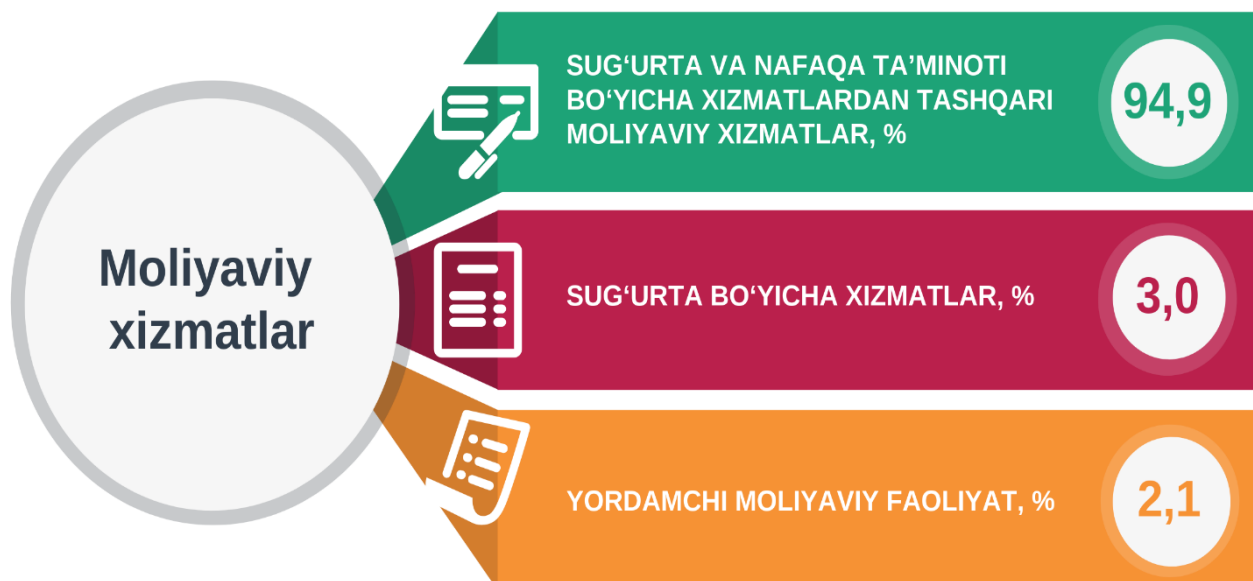 Moliyaviy
xizmatlar
SUG‘URTA VA NAFAQA TA’MINOTI
BO‘YICHA XIZMATLARDAN TASHQARI
MOLIYAVIY XIZMATLAR, %
94,9
SUG‘URTA BO‘YICHA XIZMATLAR, %
3,0
YORDAMCHI MOLIYAVIY FAOLIYAT, %
2,1